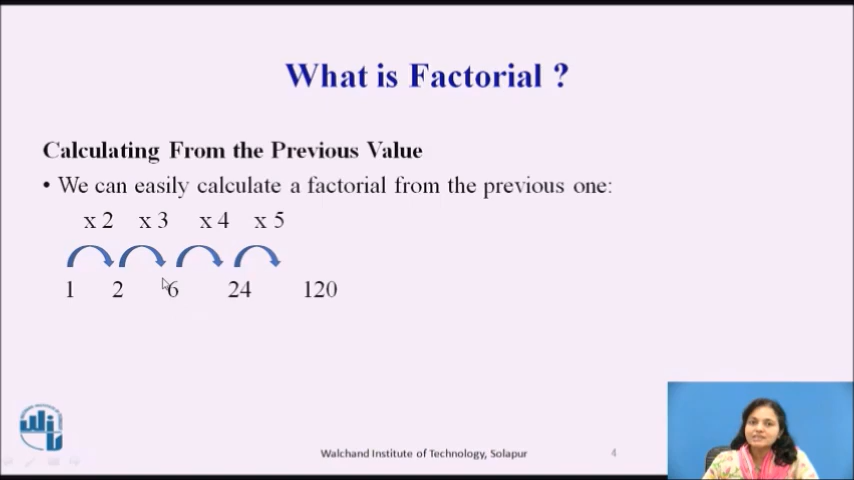 What is Factorial ?
Calculating From the Previous Value
• We can easily calculate a factorial from the previous one:
x 2 x 3 x 4 x 5
1 2 6 24 120
Walchand Institute of Technology, Solapur 4